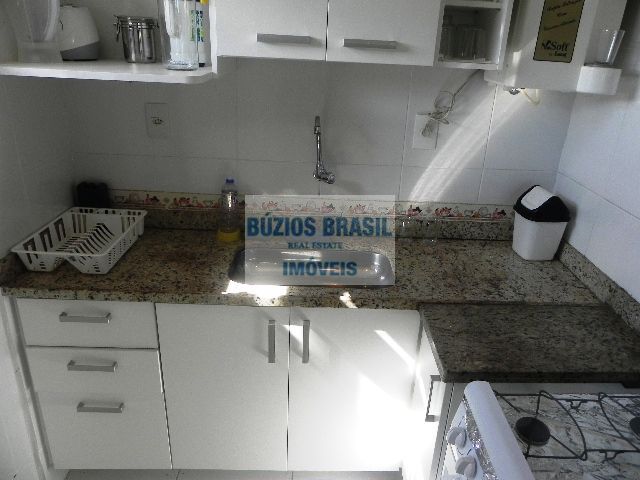 Soft
BÚZIOS BRASIL
REAL ESTATE
IMÓVEIS